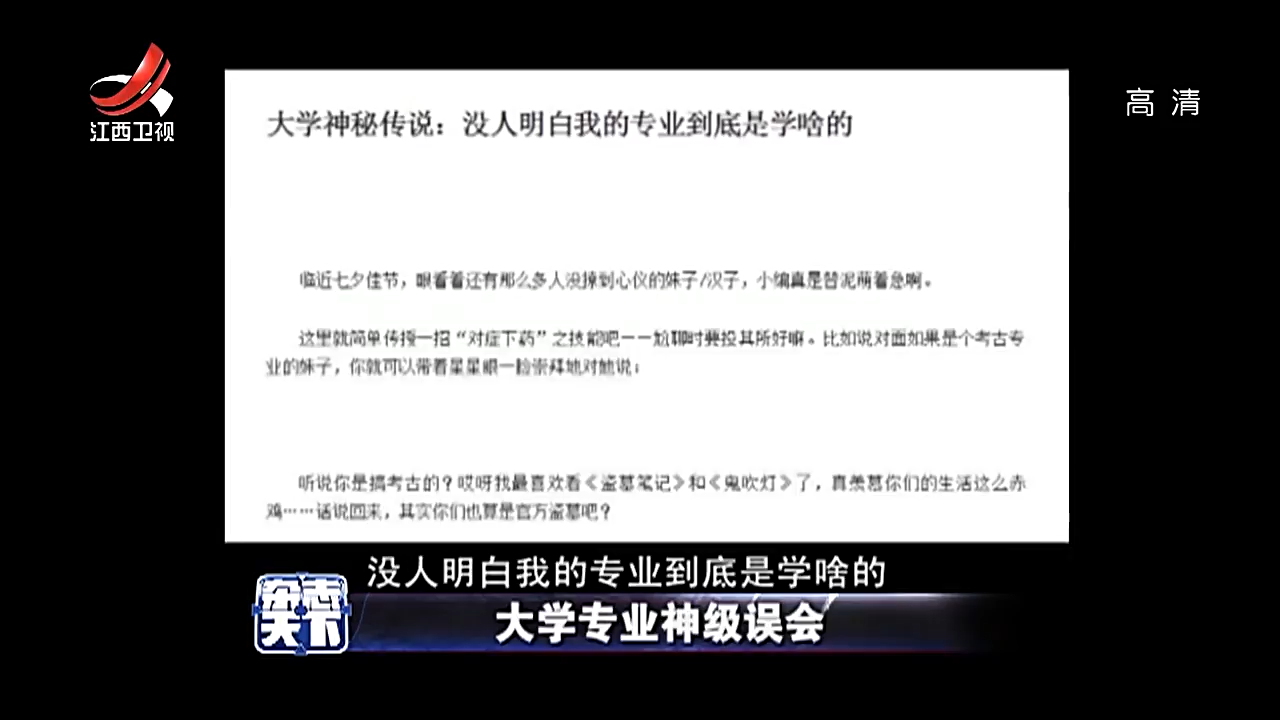 江西卫视
高清
大学神秘传说：没人明白我的专业到底是学啥的
临近七夕佳节，眼看着还有那么多人没撩到心仪的妹子/汉子，小编真是替泥萌着急啊。
这里就简单传授一招“对症下药”之技能吧——尬聊时要投其所好嘛。比如说对面如果是个考古专
业的妹子，你就可以带着星星眼一脸崇拜地对她说：
听说你是搞考古的？哎呀我最喜欢看《盗墓笔记》和《鬼吹灯》了，真羡慕你们的生活这么赤
鸡……话说回来，其实你们也算是官方盗墓吧？
没人明白我的专业到底是学啥的
杂志
天下
大学专业神级误会